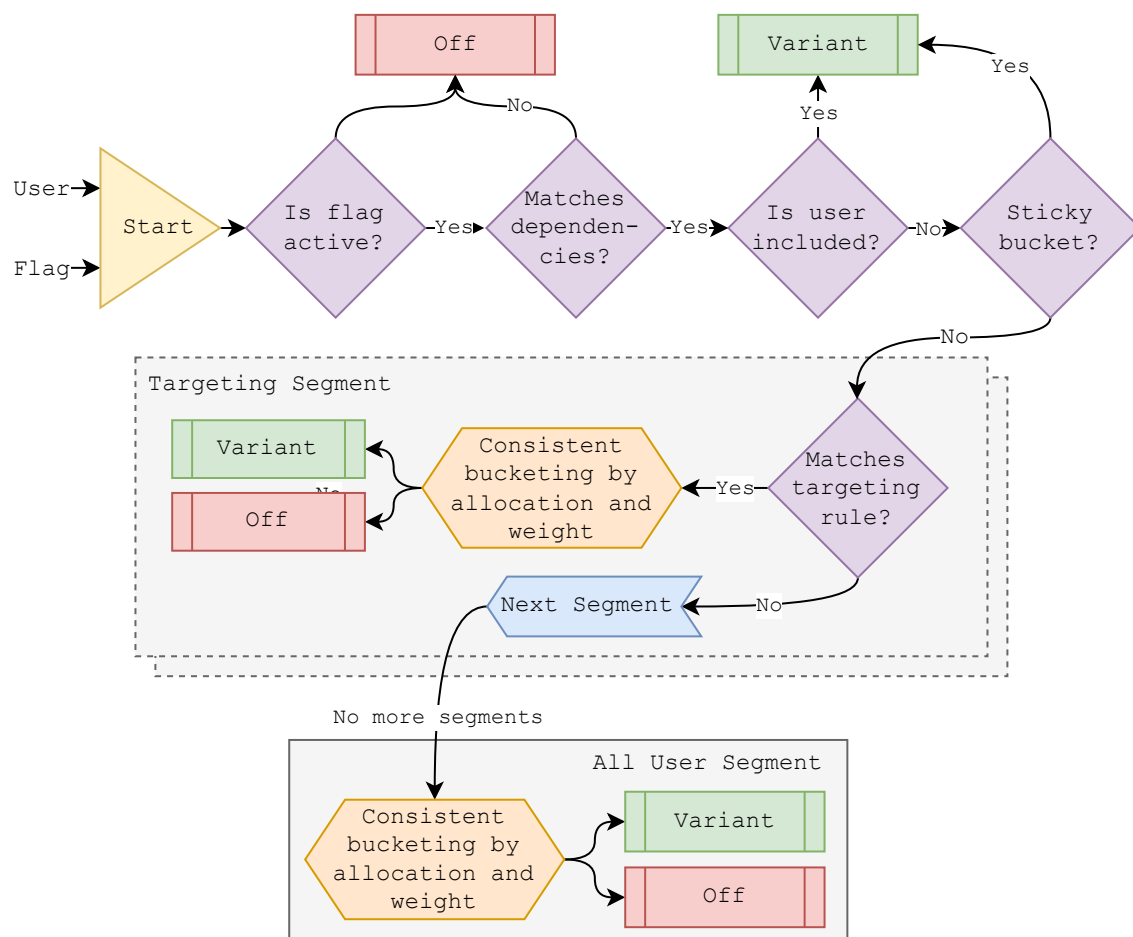 Off
Variant
No
Yes
Yes
User
Flag
Start
Is flag
active?
Yes
Matches
dependen-
cies?
Yes
Is user
included?
No
Sticky
bucket?
No
Targeting Segment
Variant
Off
Consistent
bucketing by
allocation and
weight
Yes
Matches
targeting
rule?
Next Segment
No
No more segments
All User Segment
Consistent
bucketing by
allocation and
weight
Variant
Off